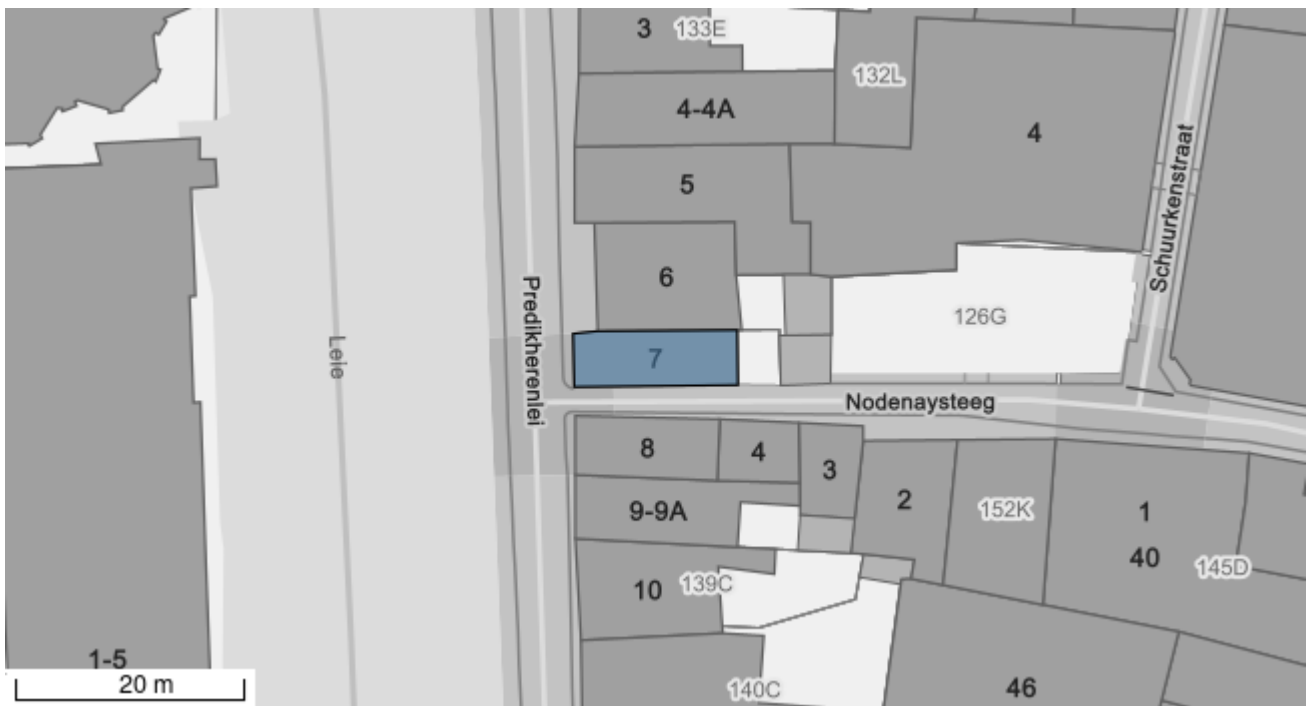 3
133E
132L
4-4A
4
5
Schuurkenstraat
6
Predikherenlei
126G
Leie
7
Nodenaysteeg
8
4
3
9-9A
2
152K
1
40
145D
10
139C
1-5
20 m
140C
46